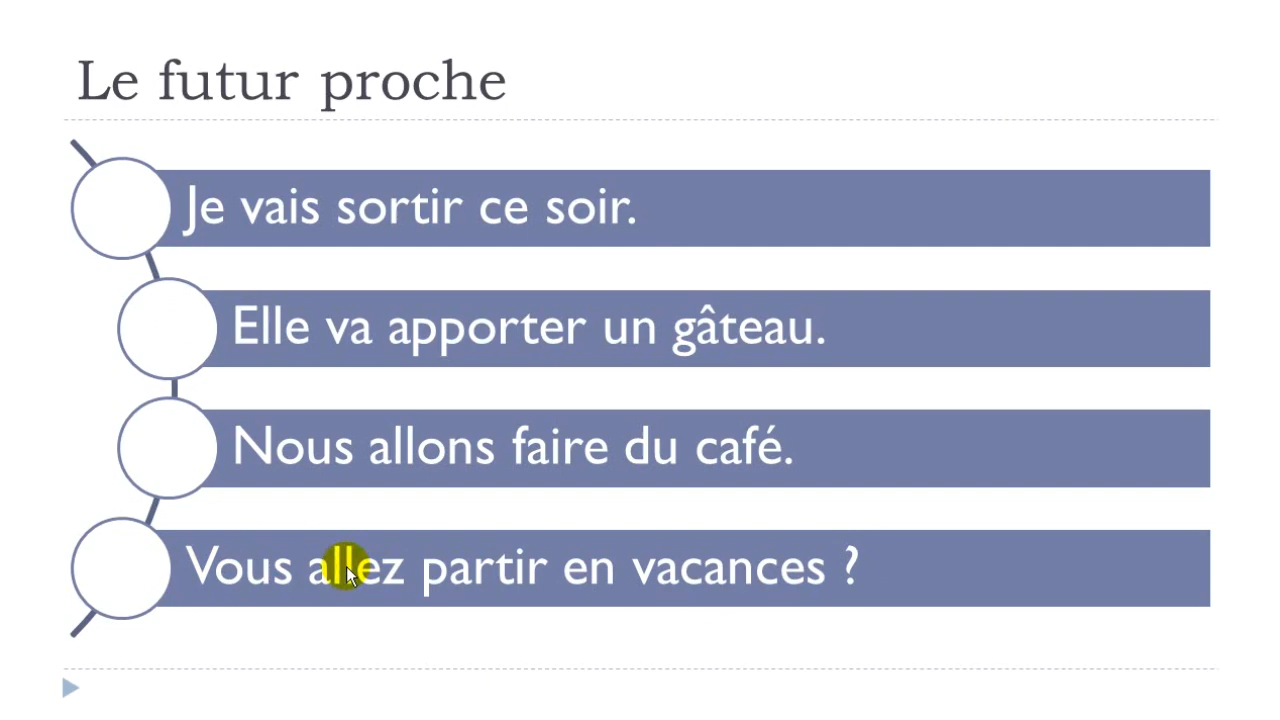 Le futur proche
Je vais sortir ce soir.
Elle va apporter un gâteau.
Nous allons faire du café.
Vous allez partir en vacances ?